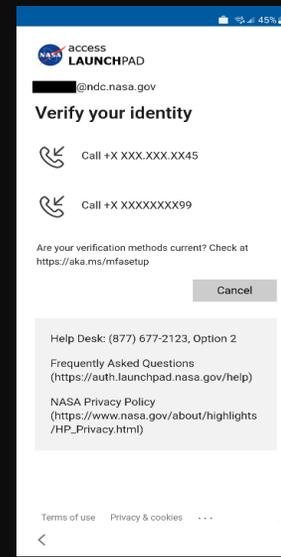 45%
NASA
access
LAUNCHPAD
@ndc.nasa.gov
Verify your identity
Call +X XXX.XXX.XX45
Call +X XXXXXXXX99
Are your verification methods current? Check at
https://aka.ms/mfasetup
Cancel
Help Desk: (877) 677-2123, Option 2
Frequently Asked Questions
(https://auth.launchpad.nasa.gov/help)
NASA Privacy Policy
(https://www.nasa.gov/about/highlights
/HP_Privacy.html)
Terms of use Privacy & cookies ...